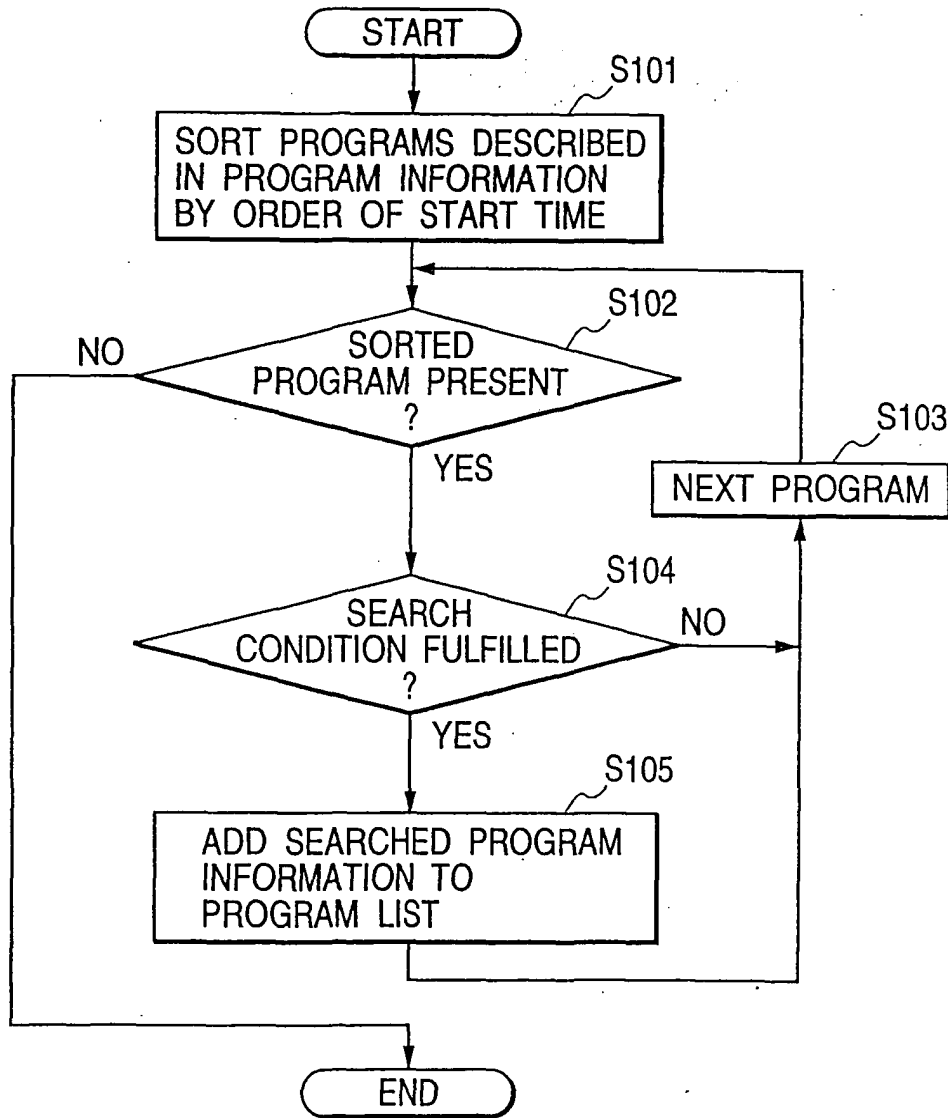 START
S101
SORT PROGRAMS DESCRIBED
IN PROGRAM INFORMATION
BY ORDER OF START TIME
S102
NO
SORTED
PROGRAM PRESENT
?
YES
S103
NEXT PROGRAM
S104
SEARCH
CONDITION FULFILLED
?
NO
YES
S105
ADD SEARCHED PROGRAM
INFORMATION TO
PROGRAM LIST
END